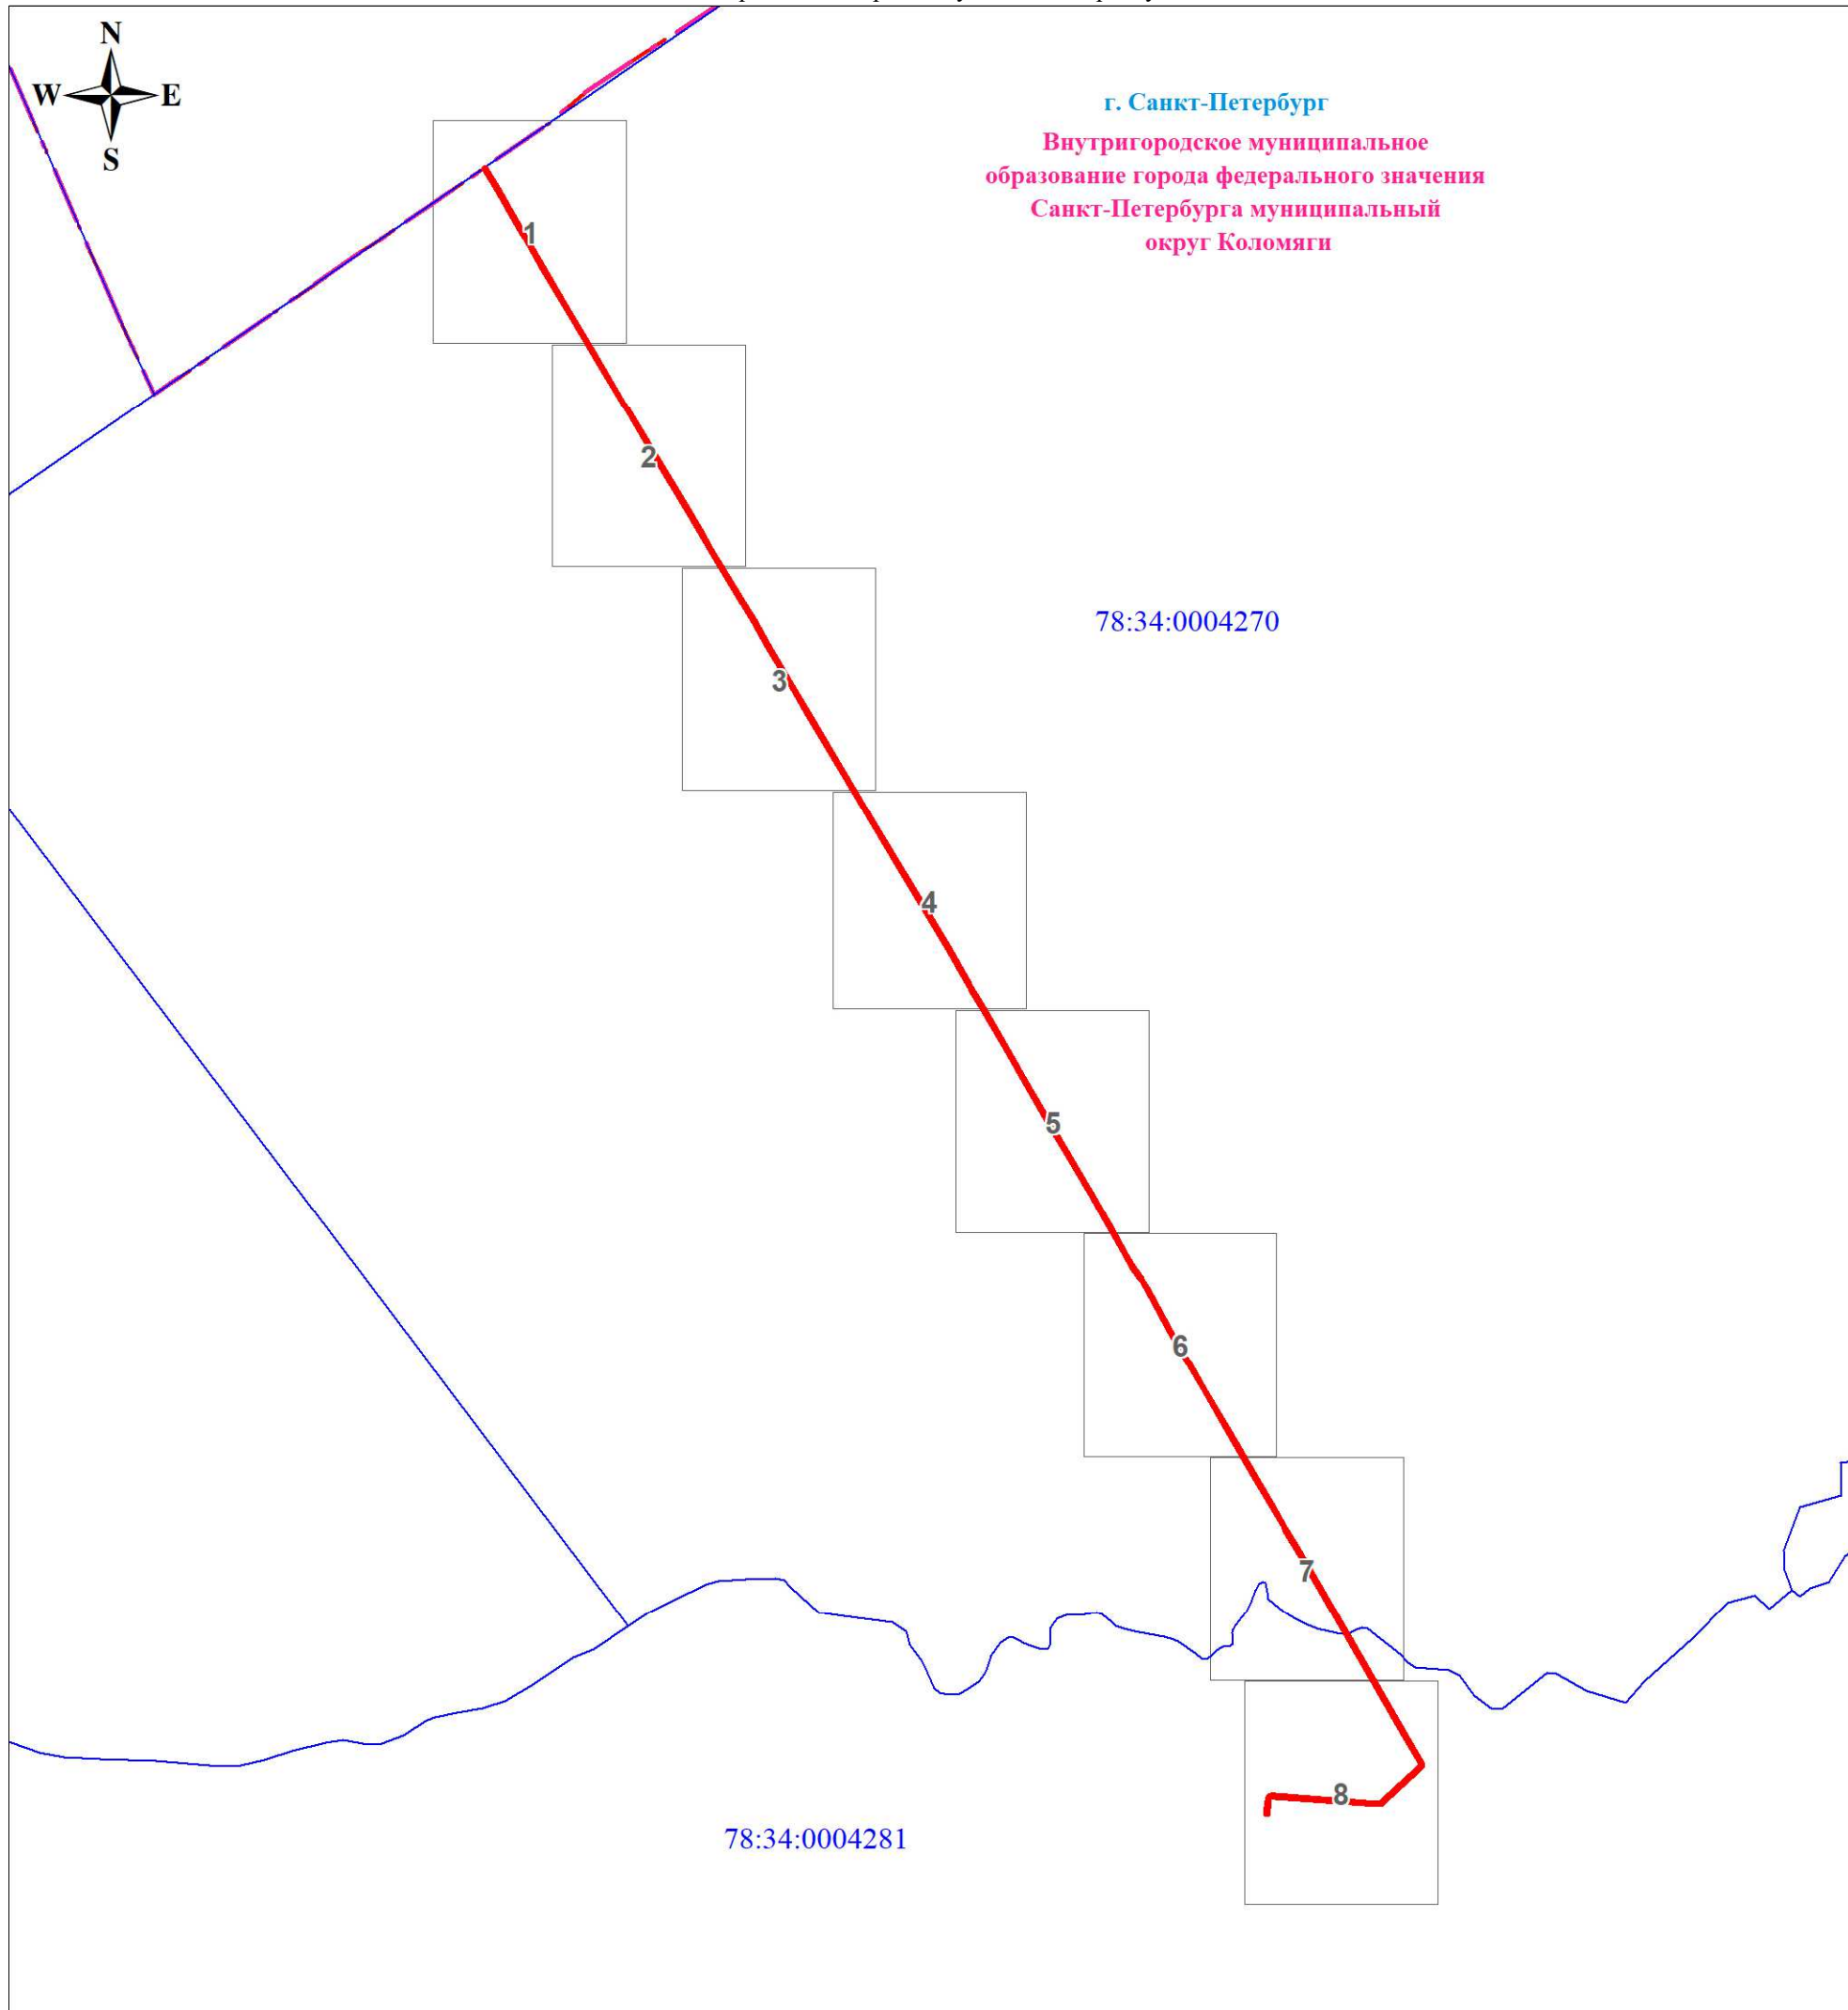 N
W E
S
г. Санкт-Петербург
Внутригородское муниципальное
образование города федерального значения
Санкт-Петербурга муниципальный
округ Коломяги
1
2
78:34:0004270
3
4
5
6
7
8
78:34:0004281